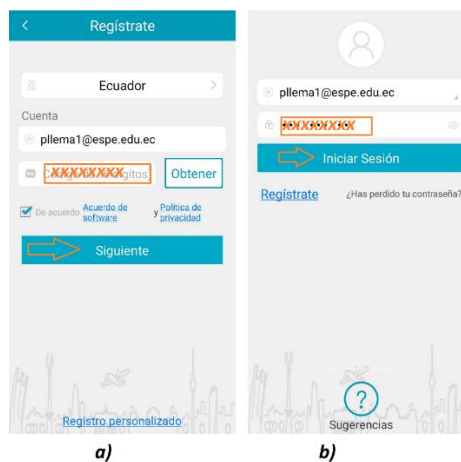 Regístrate
Ecuador
Cuenta
pllema1@espe.edu.ec
XXXXXXXX
Obtener
De acuerdo Acuerdo de software y Política de privacidad
Siguiente
Registro personalizado
a)
pllema1@espe.edu.ec
XXXXXXXX
Iniciar Sesión
Regístrate ¿Has perdido tu contraseña?
?
Sugerencias
b)